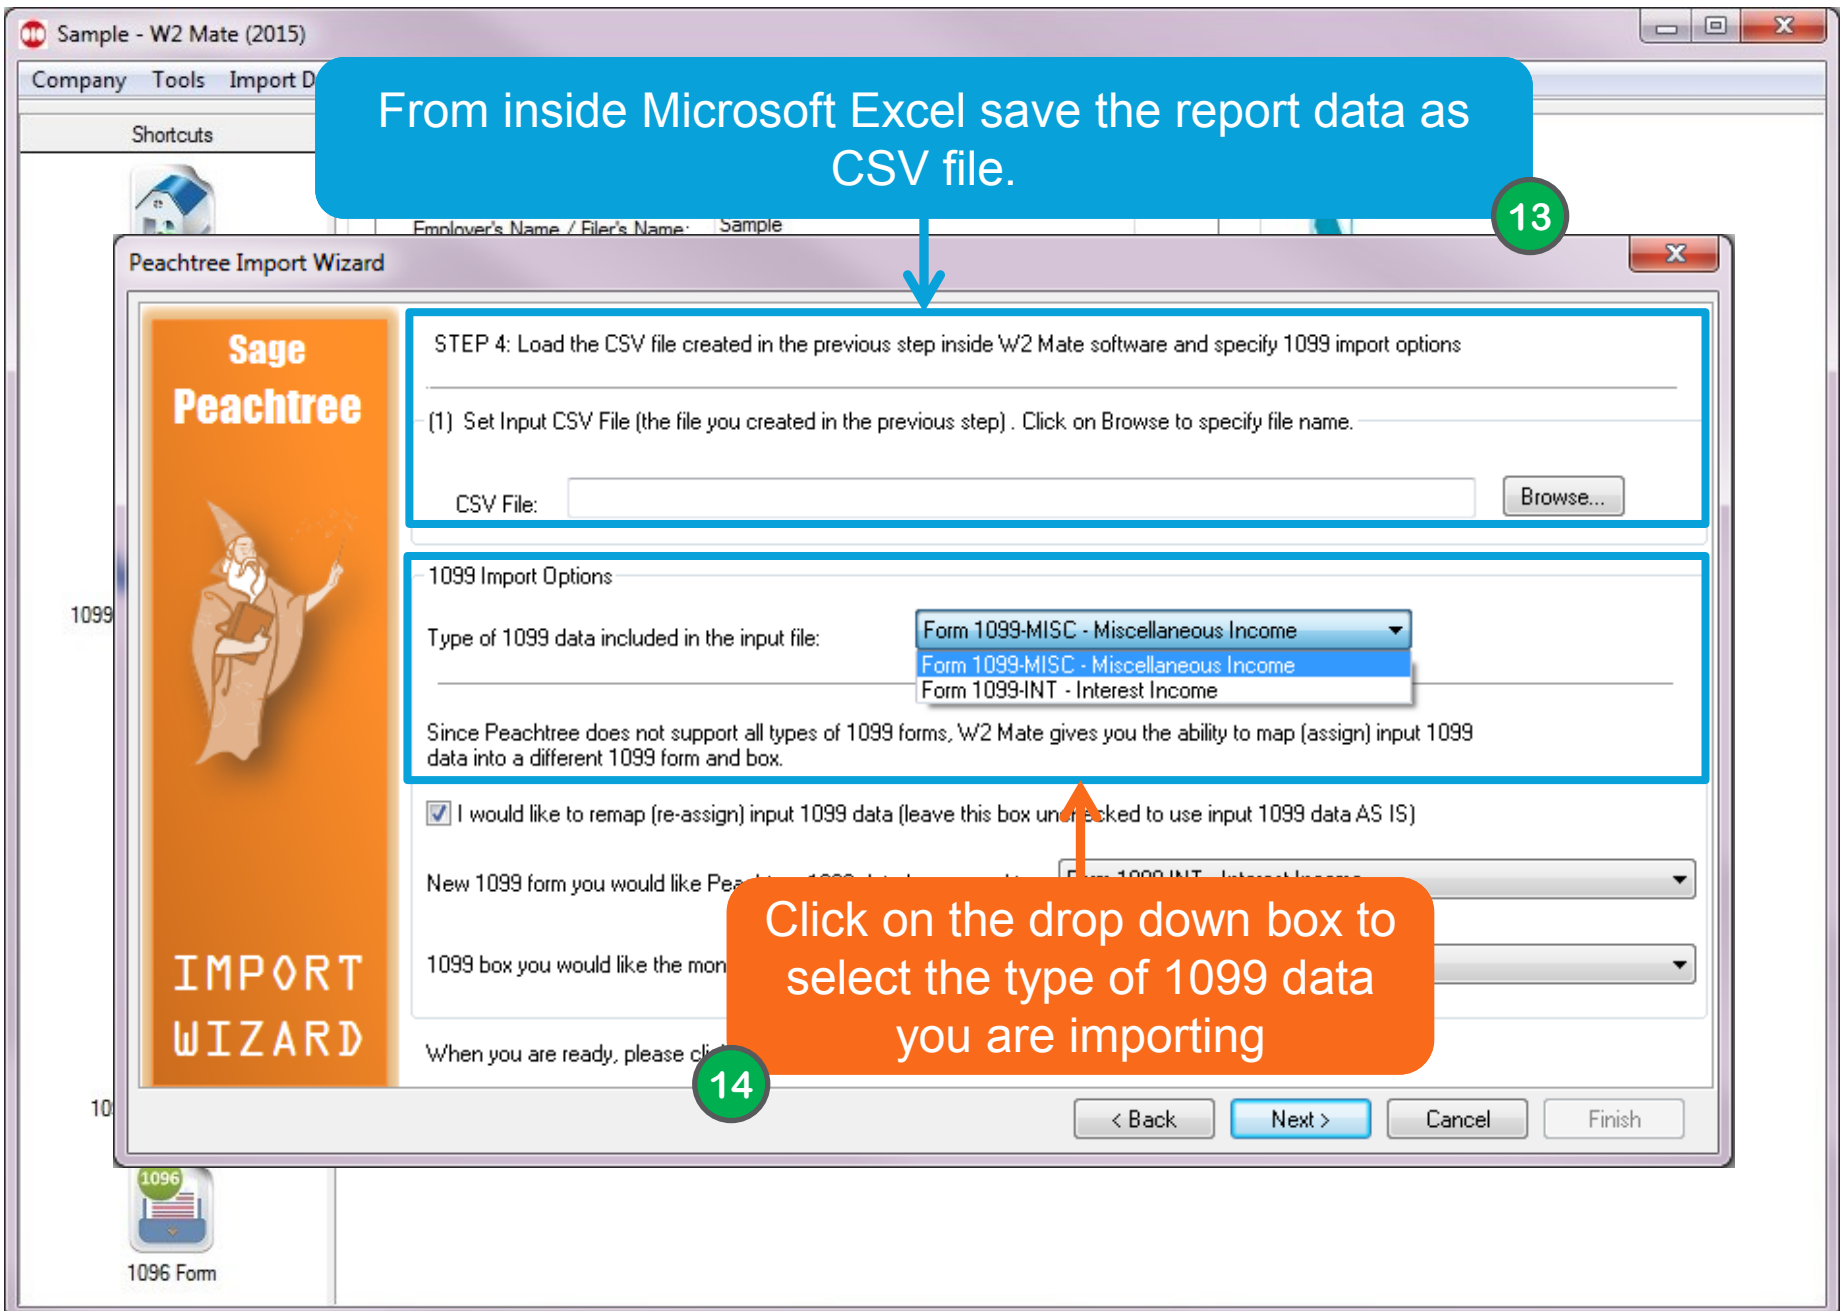 Sample - W2 Mate (2015)
Company Tools Import D
From inside Microsoft Excel save the report data as
CSV file.
13
Shortcuts
Employer's Name / Filer's Name: Sample
Peachtree Import Wizard
Sage
Peachtree
STEP 4: Load the CSV file created in the previous step inside W2 Mate software and specify 1099 import options
(1) Set Input CSV File (the file you created in the previous step) . Click on Browse to specify file name.
CSV File:
Browse...
1099 Import Options
1099
Type of 1099 data included in the input file:
Form 1099-MISC - Miscellaneous Income
Form 1099-MISC - Miscellaneous Income
Form 1099-INT - Interest Income
Since Peachtree does not support all types of 1099 forms, W2 Mate gives you the ability to map (assign) input 1099
data into a different 1099 form and box.
I would like to remap (re-assign) input 1099 data (leave this box unchecked to use input 1099 data AS IS)
New 1099 form you would like
Form 1099-INT - Interest Income
1099 box you would like the mon
Click on the drop down box to
select the type of 1099 data
you are importing
14
When you are ready, please cli
IMPORT
WIZARD
10
< Back
Next >
Cancel
Finish
1096
1096 Form